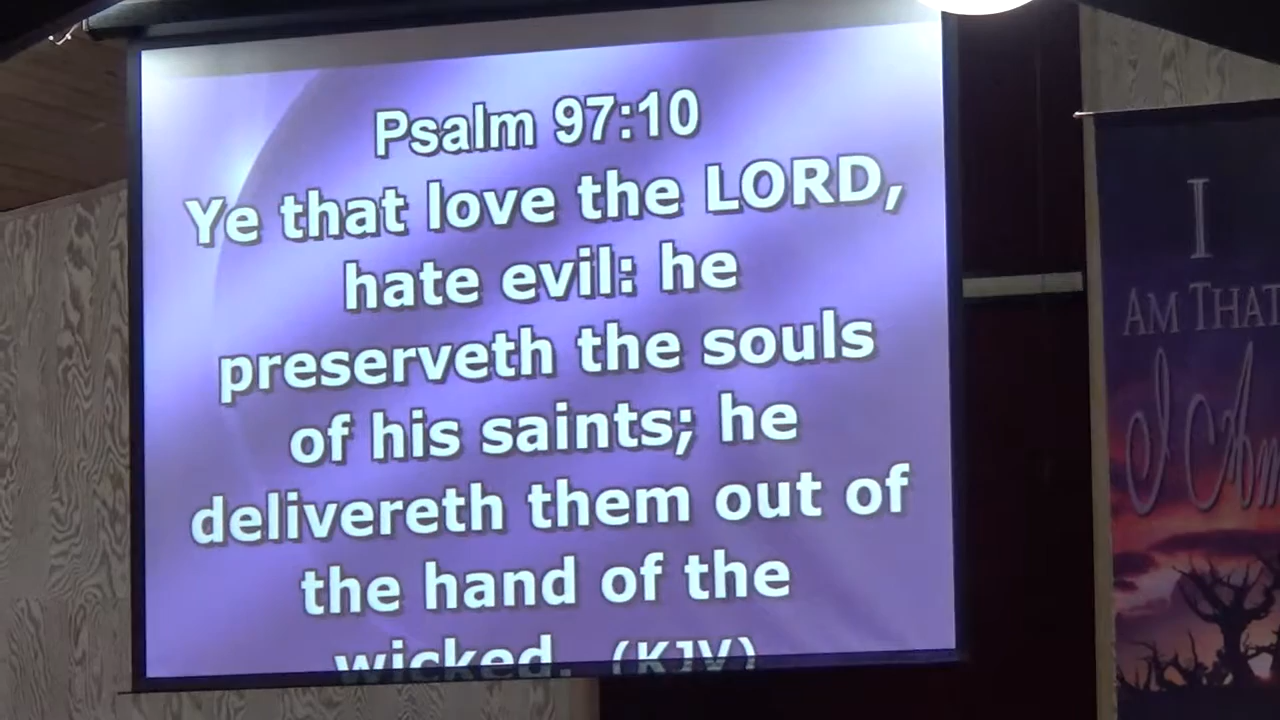 Psalm 97:10
Ye that love the LORD,
hate evil: he
preserveth the souls
of his saints; he
delivereth them out of
the hand of the
wicked. (KJV)
I
AM THAT
I Am